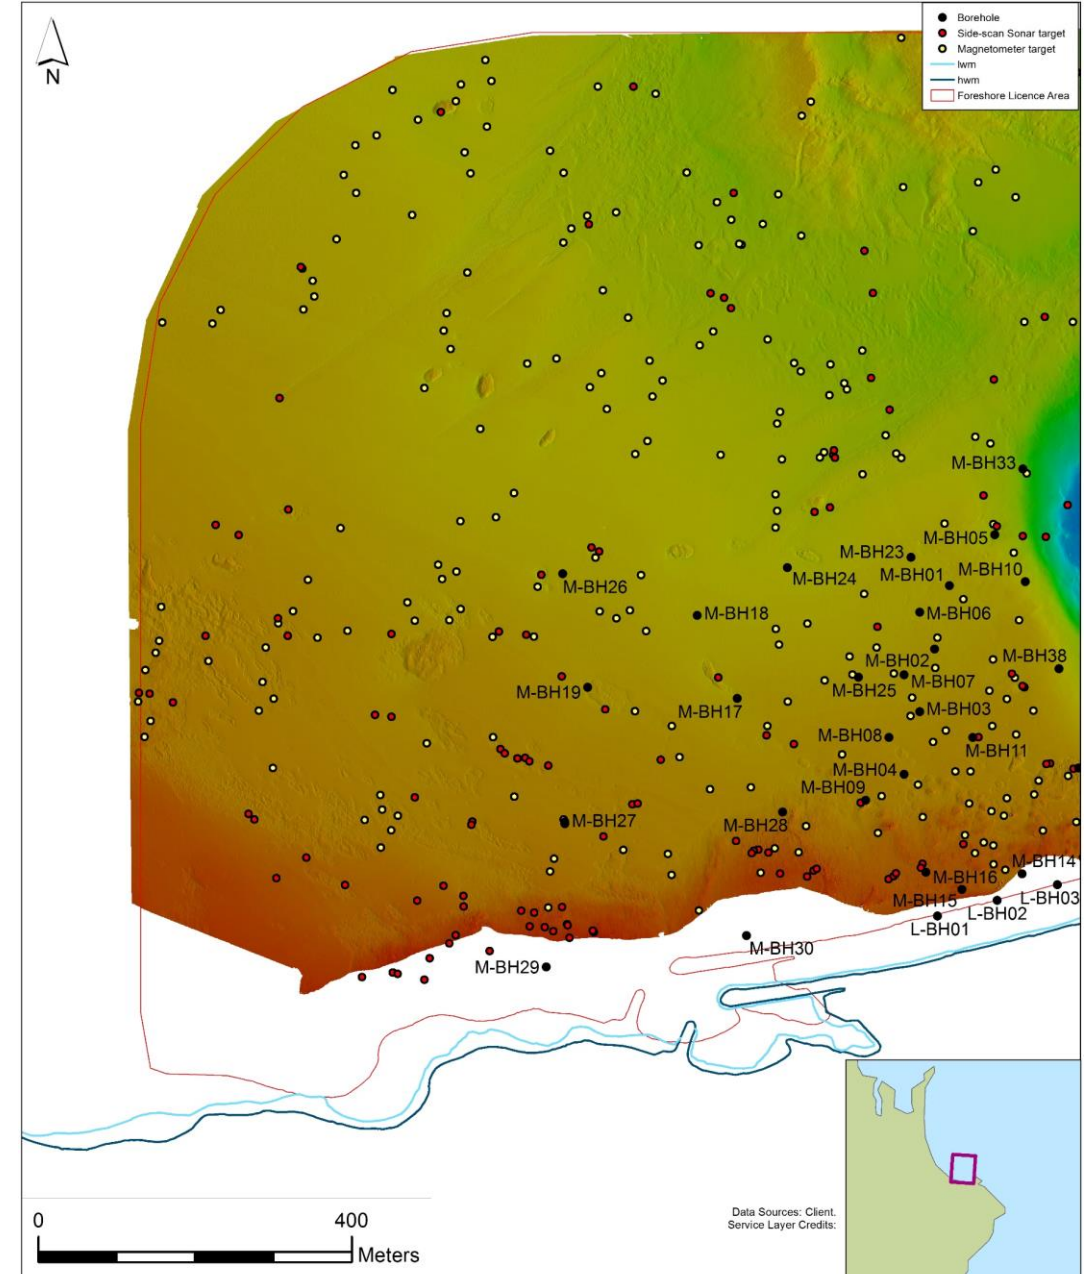 N
Borehole
Side-scan Sonar target
Magnetometer target
lwm
hwm
Foreshore Licence Area
M-BH33
M-BH05
M-BH23
M-BH24
M-BH01
M-BH10
M-BH26
M-BH18
M-BH06
M-BH02
M-BH38
M-BH19
M-BH25
M-BH07
M-BH17
M-BH03
M-BH08
M-BH11
M-BH04
M-BH09
M-BH27
M-BH28
M-BH14
M-BH16
M-BH15
L-BH03
L-BH02
L-BH01
M-BH30
M-BH29
Data Sources: Client.
Service Layer Credits:
0 400
Meters